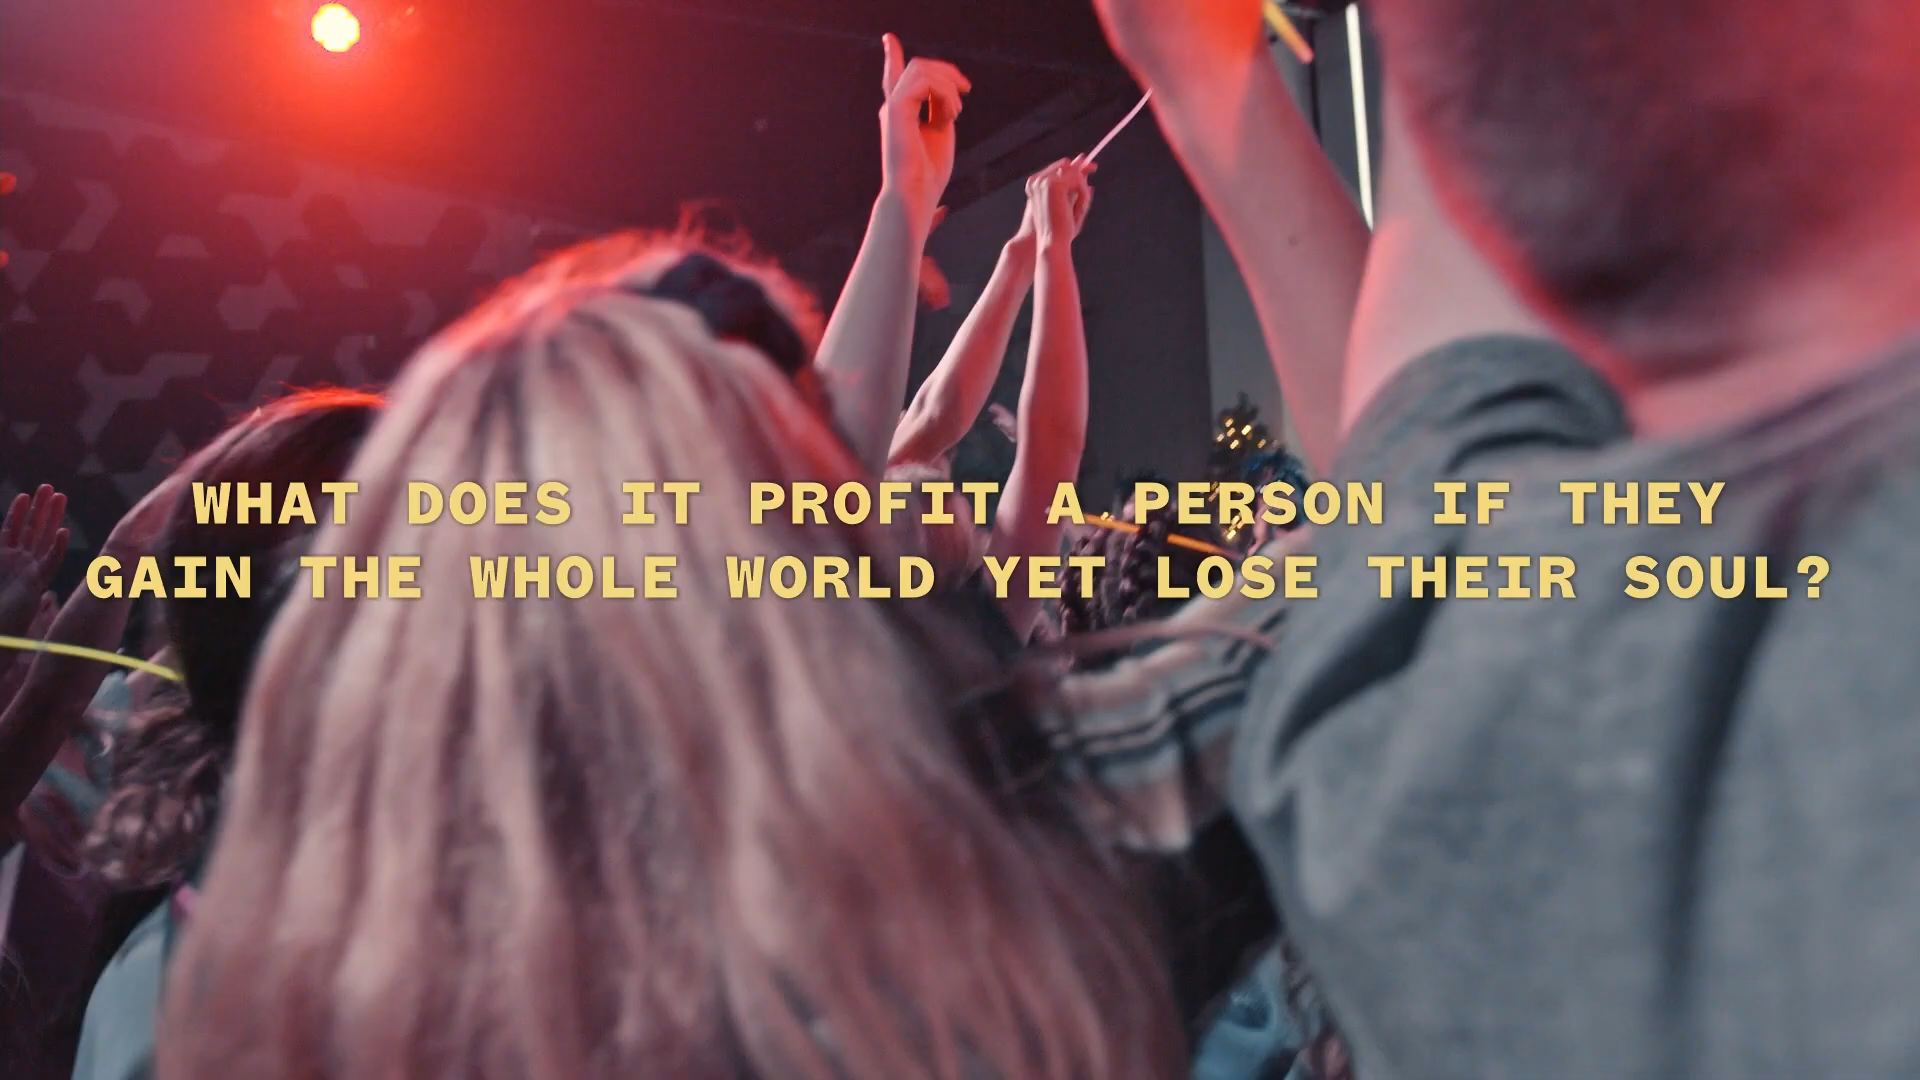 WHAT DOES IT PROFIT A PERSON IF THEY
GAIN THE WHOLE WORLD YET LOSE THEIR SOUL?